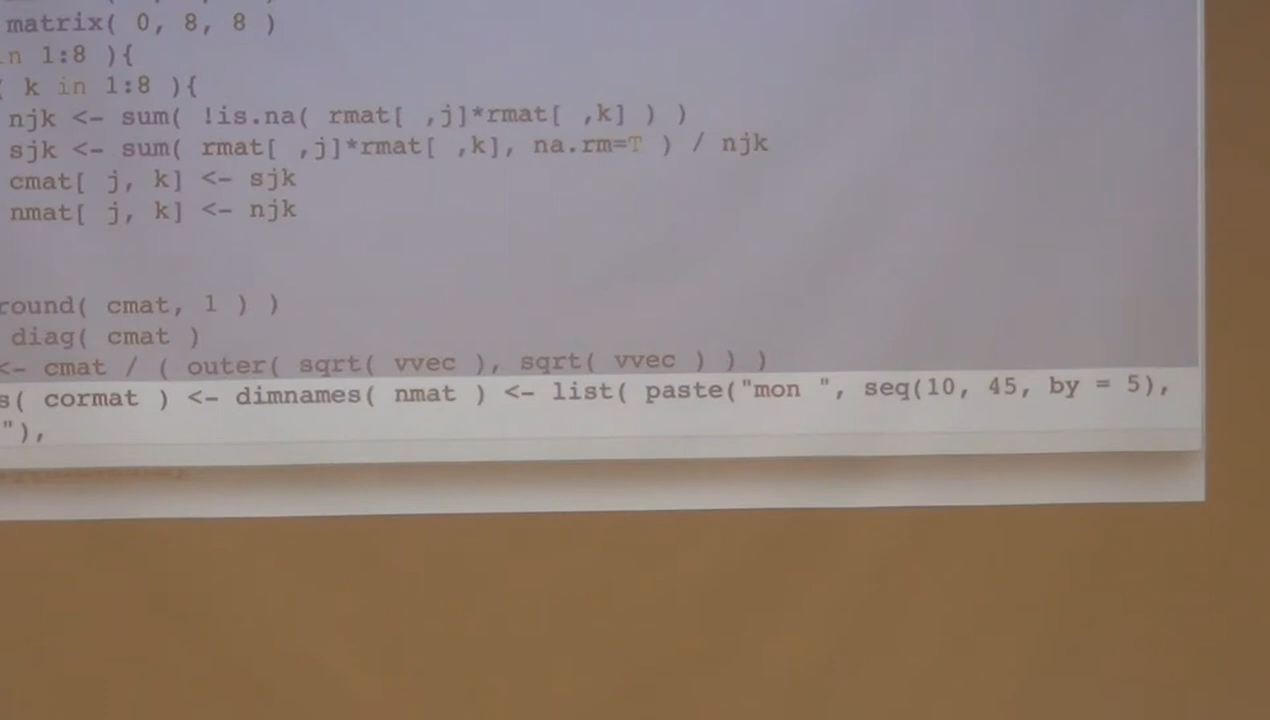 matrix( 0, 8, 8 )
in 1:8 ){
( k in 1:8 ){
njk <- sum( !is.na( rmat[ ,j]*rmat[ ,k] ) )
sjk <- sum( rmat[ ,j]*rmat[ ,k], na.rm=T ) / njk
cmat[ j, k] <- sjk
nmat[ j, k] <- njk
round( cmat, 1 ) )
diag( cmat )
<- cmat / ( outer( sqrt( vvec ), sqrt( vvec ) ) )
s( cormat ) <- dimnames( nmat ) <- list( paste("mon ", seq(10, 45, by = 5),
"),